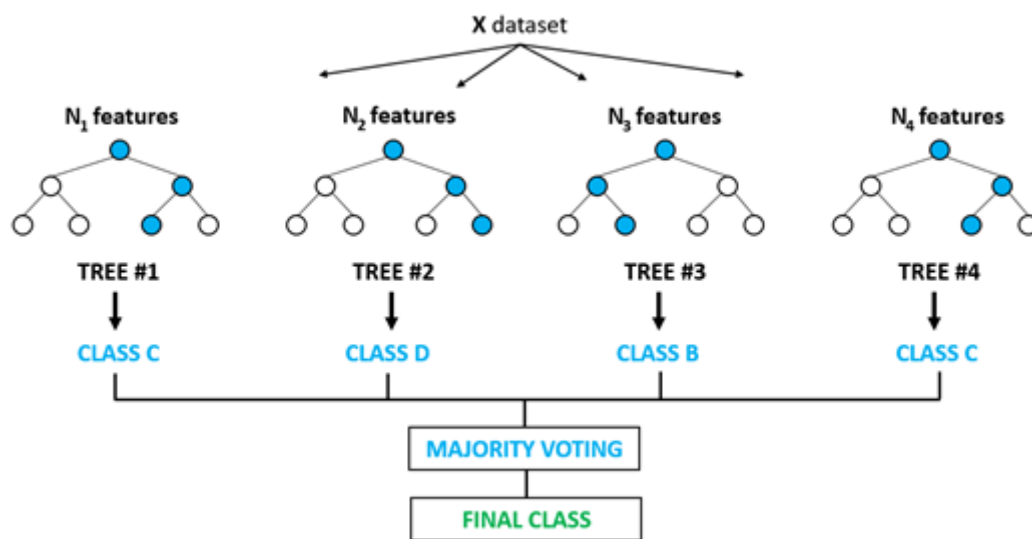 X dataset
N₁ features N₂ features N₃ features N₄ features
TREE #1 TREE #2 TREE #3 TREE #4
CLASS C CLASS D CLASS B CLASS C
MAJORITY VOTING
FINAL CLASS